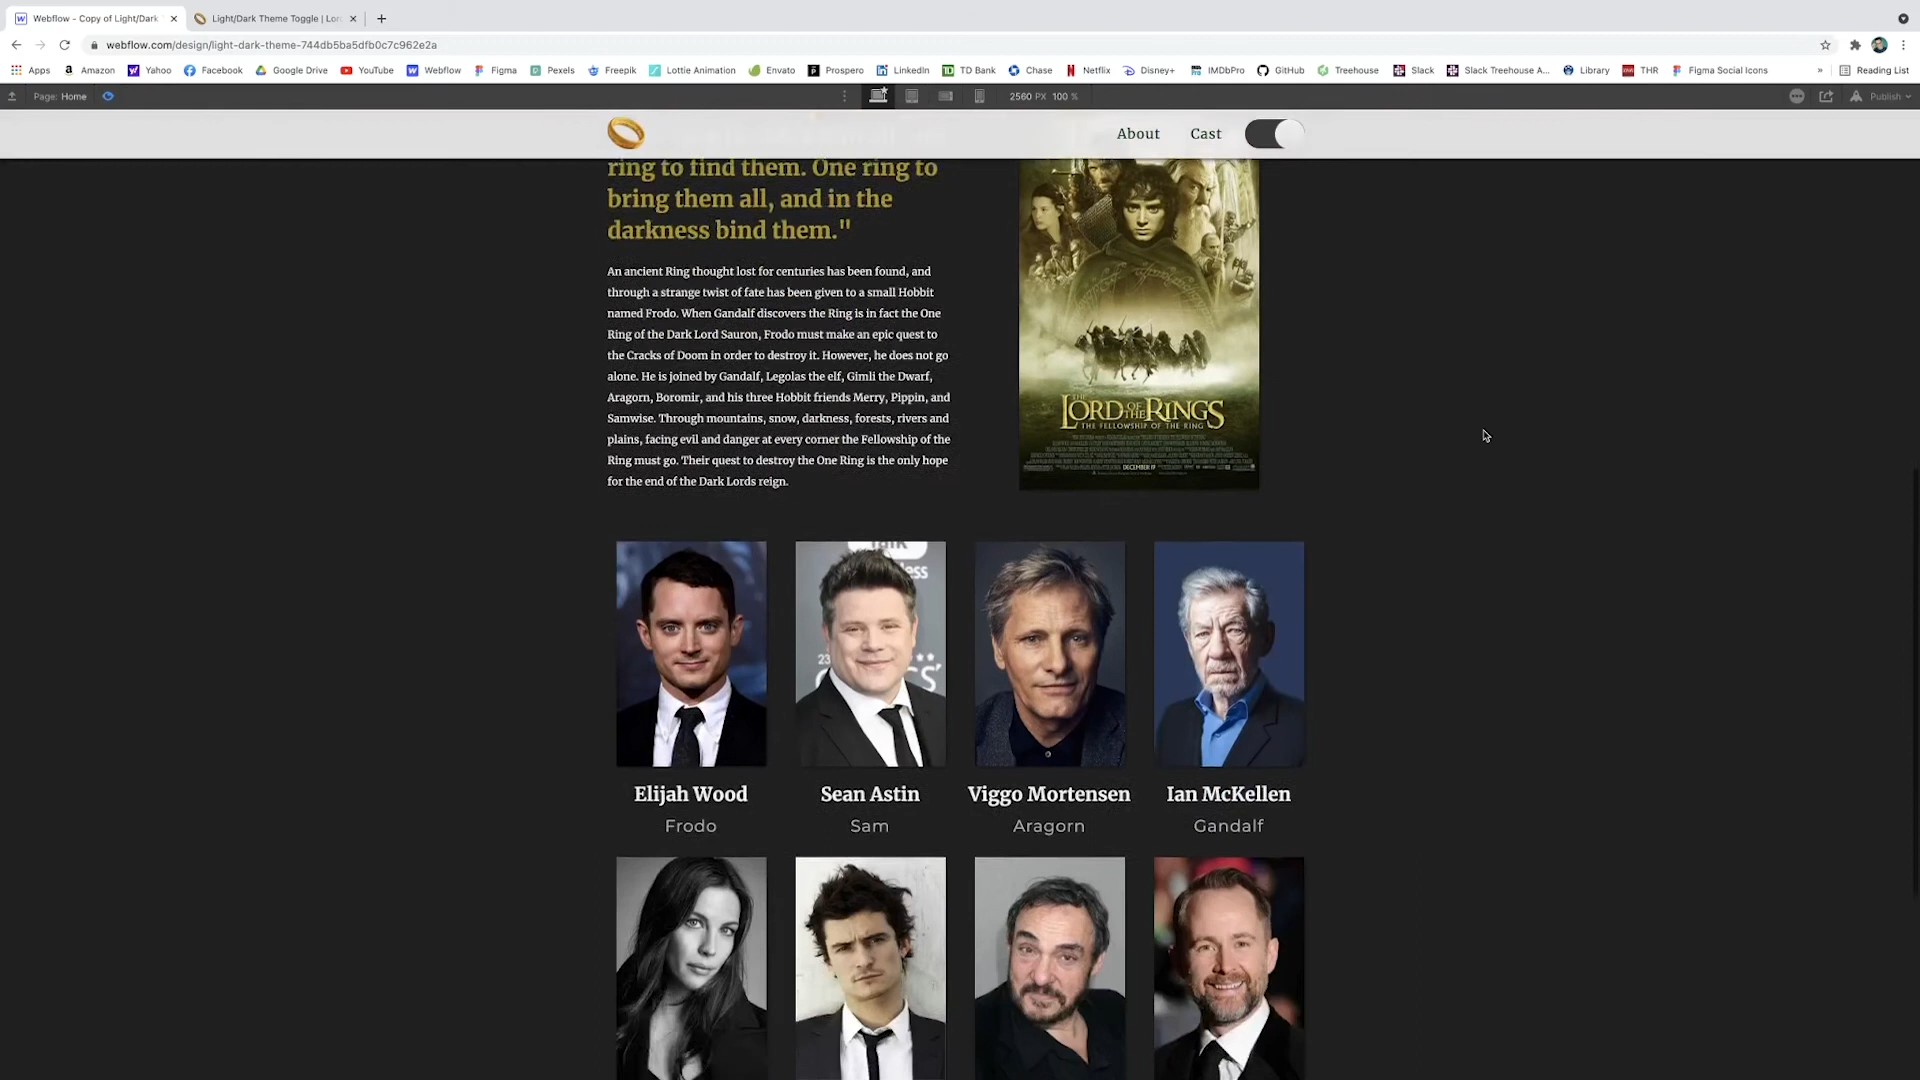 Webflow - Copy of Light/Dark
Light/Dark Theme Toggle | Lor
webflow.com/design/light-dark-theme-744db5ba5dfb0c7c962e2a
Apps Amazon Yahoo Facebook Google Drive YouTube Webflow Figma Pexels Freepik Lottie Animation Envato Prospero LinkedIn TD Bank Chase Netflix Disney+ IMDbPro GitHub Treehouse Slack Slack Treehouse A... Library THR Figma Social Icons » Reading List
Page: Home 2560 PX 100 % Publish
About Cast
ring to find them. One ring to
bring them all, and in the
darkness bind them."
An ancient Ring thought lost for centuries has been found, and
through a strange twist of fate has been given to a small Hobbit
named Frodo. When Gandalf discovers the Ring is in fact the One
Ring of the Dark Lord Sauron, Frodo must make an epic quest to
the Cracks of Doom in order to destroy it. However, he does not go
alone. He is joined by Gandalf, Legolas the elf, Gimli the Dwarf,
Aragorn, Boromir, and his three Hobbit friends Merry, Pippin, and
Samwise. Through mountains, snow, darkness, forests, rivers and
plains, facing evil and danger at every corner the Fellowship of the
Ring must go. Their quest to destroy the One Ring is the only hope
for the end of the Dark Lords reign.
THE
LORD OF THE RINGS
THE FELLOWSHIP OF THE RING
DECEMBER 19
Elijah Wood
Frodo
Sean Astin
Sam
Viggo Mortensen
Aragorn
Ian McKellen
Gandalf